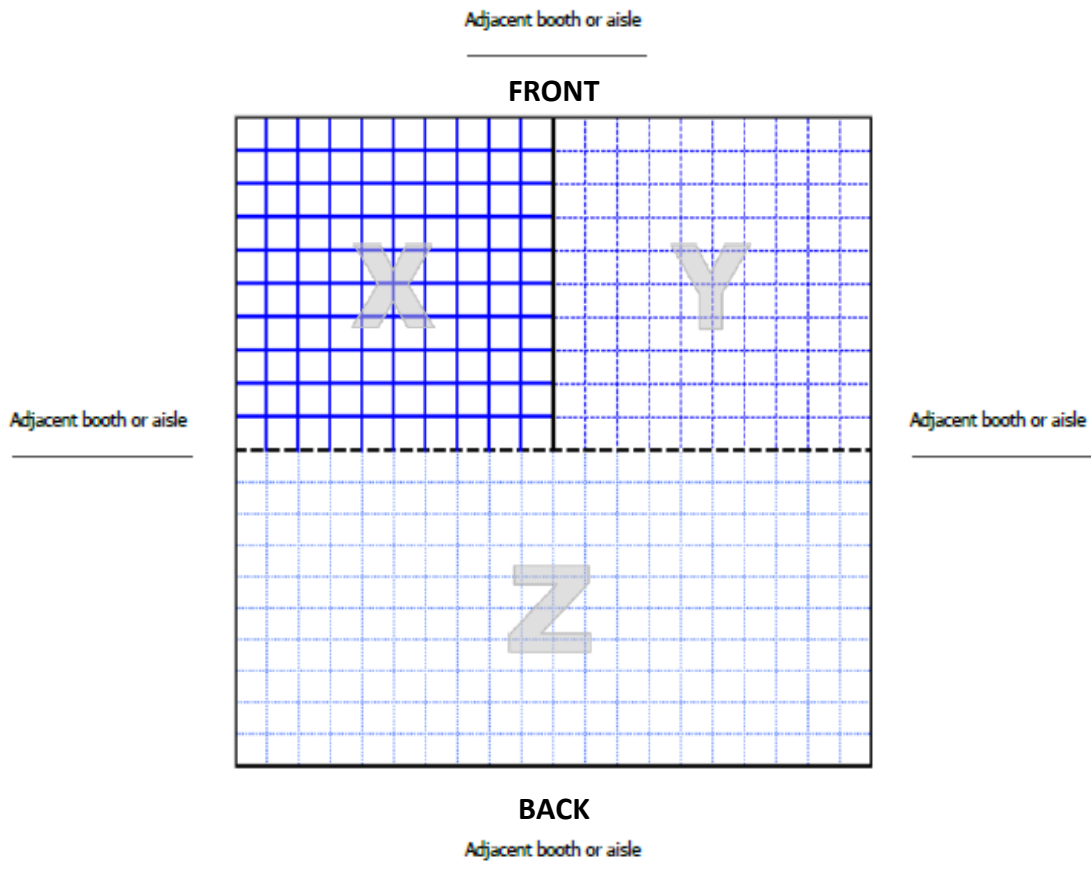 Adjacent booth or aisle
FRONT
X
Y
Adjacent booth or aisle
Adjacent booth or aisle
Z
BACK
Adjacent booth or aisle